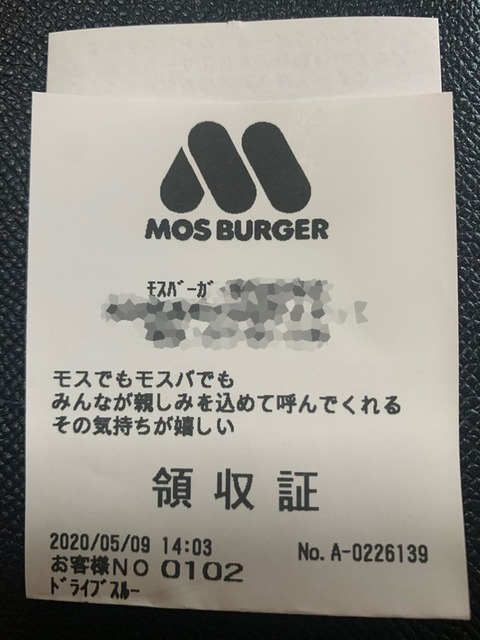 MOS BURGER
ﾓｽﾊﾞｰｶﾞ
モスでもモスバでも
みんなが親しみを込めて呼んでくれる
その気持ちが嬉しい
領収証
2020/05/09 14:03 No. A-0226139
お客様NO 0102
ﾄﾞﾗｲﾌﾞｽﾙｰ